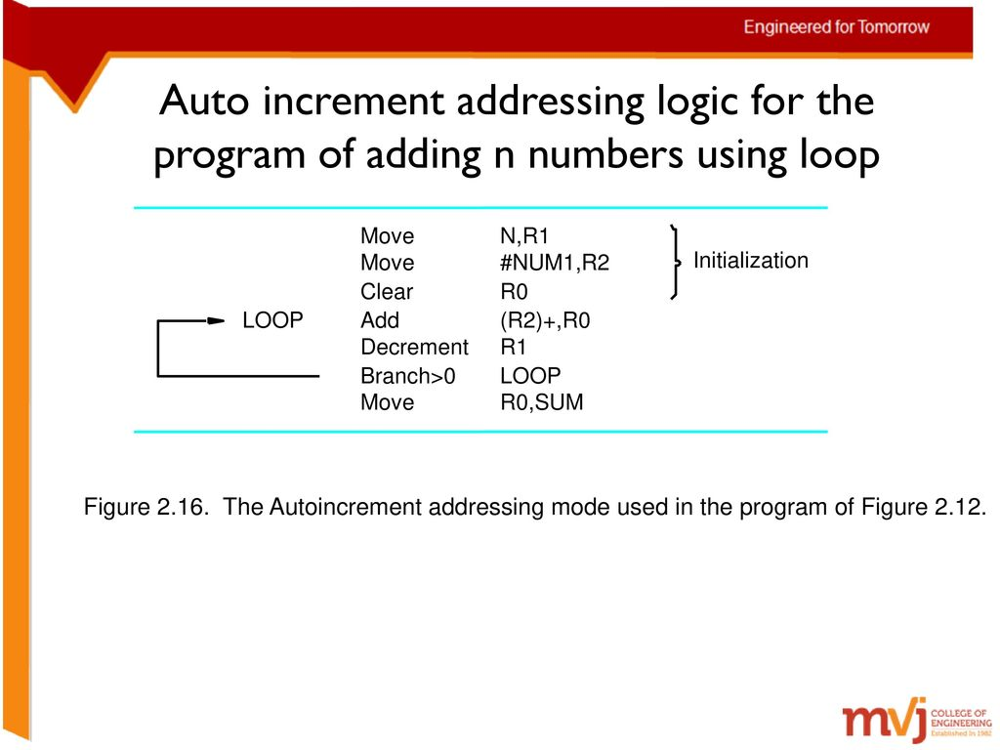 Engineered for Tomorrow
Auto increment addressing logic for the
program of adding n numbers using loop
Move N,R1
Move #NUM1,R2 Initialization
Clear R0
LOOP Add (R2)+,R0
Decrement R1
Branch>0 LOOP
Move R0,SUM
Figure 2.16. The Autoincrement addressing mode used in the program of Figure 2.12.
mvj COLLEGE OF
ENGINEERING
Established In 1982